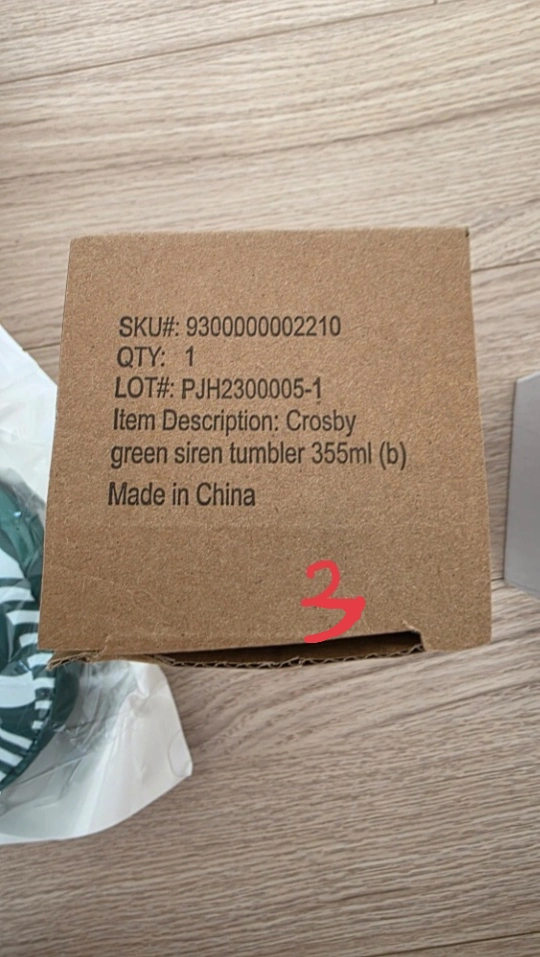 SKU#: 9300000002210
QTY: 1
LOT#: PJH2300005-1
Item Description: Crosby
green siren tumbler 355ml (b)
Made in China
3